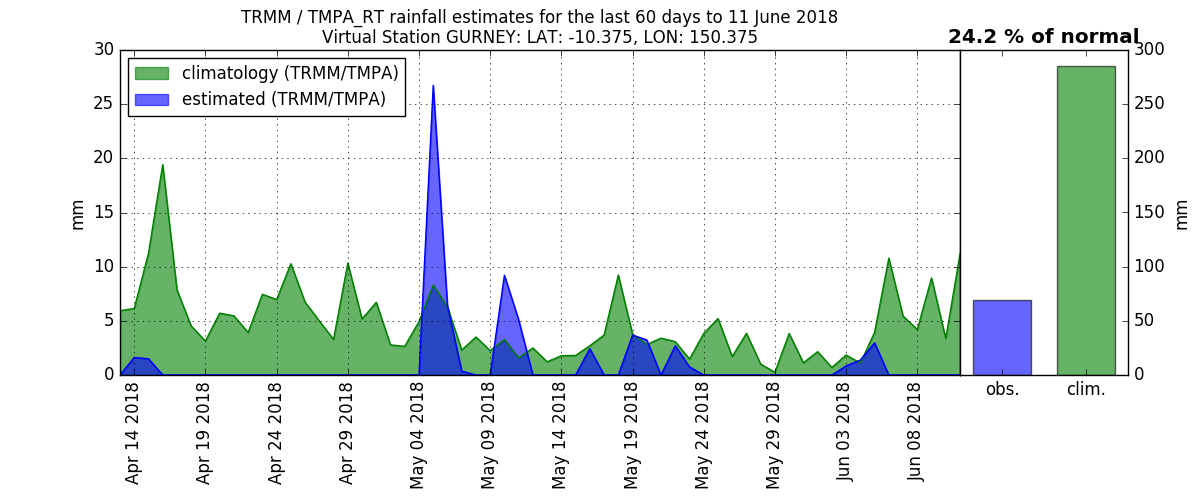 TRMM / TMPA_RT rainfall estimates for the last 60 days to 11 June 2018
Virtual Station GURNEY: LAT: -10.375, LON: 150.375
24.2 % of normal
climatology (TRMM/TMPA)
estimated (TRMM/TMPA)
mm
30
25
20
15
10
5
0
Apr 14 2018
Apr 19 2018
Apr 24 2018
Apr 29 2018
May 04 2018
May 09 2018
May 14 2018
May 19 2018
May 24 2018
May 29 2018
Jun 03 2018
Jun 08 2018
obs.
clim.
300
250
200
150
100
50
0
mm